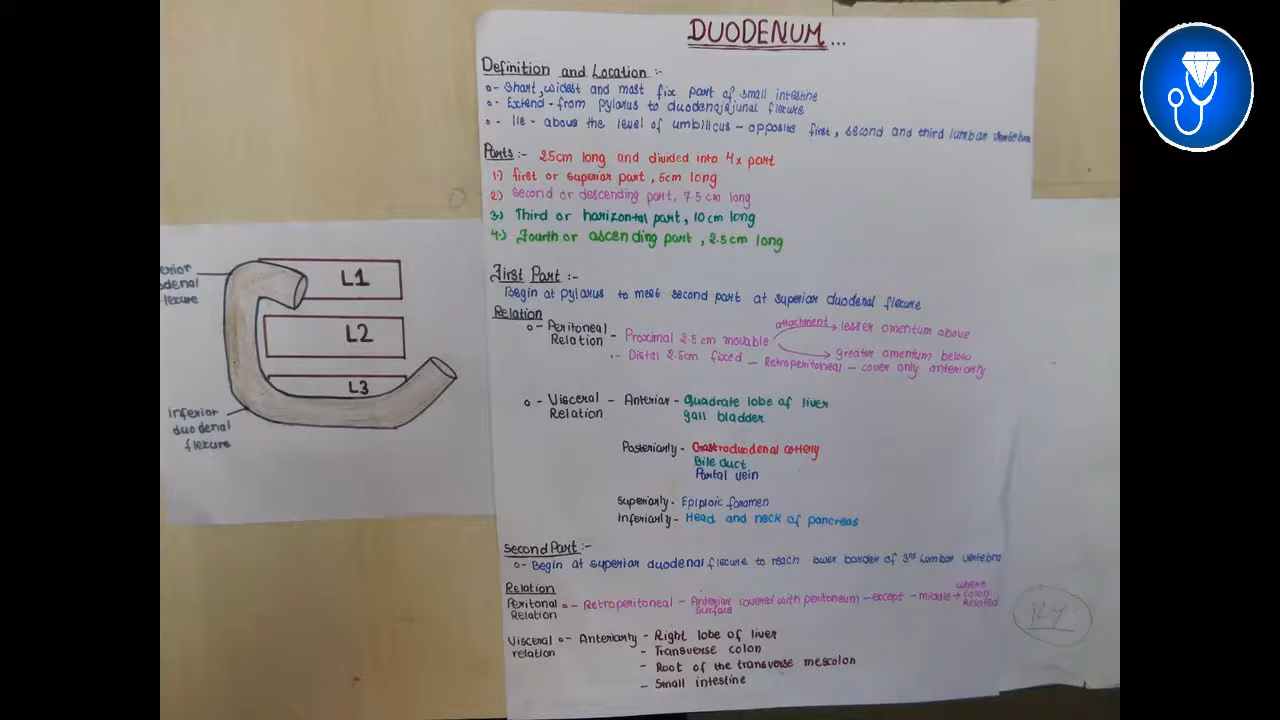 DUODENUM...
Definition and Location :-
o- Short, widest and most fix part of small intestine
o- Extend - from pylorus to duodenojejunal flexure
o- lie - above the level of umbilicus - opposite first, second and third lumbar vertebra
Parts :- 25cm long and divided into 4x part
1.) first or superior part, 5cm long
2.) Second or descending part, 7.5 cm long
3.) Third or horizontal part, 10 cm long
4.) Fourth or ascending part, 2.5cm long
First Part :-
Begin at pylorus to meet second part at superior duodenal flexure
Relation
o- Peritoneal Relation - Proximal 2.5 cm movable attachment → lesser omentum above
→ greater omentum below
- Distal 2.5cm fixed - Retroperitoneal - cover only anteriorly
o- Visceral Relation - Anterior - Quadrate lobe of liver
gall bladder
Posteriorly - Gastroduodenal artery
Bile duct
Portal vein
Superiorly - Epiploic foramen
Inferiorly - Head and neck of pancreas
Second Part :-
o- Begin at superior duodenal flexure to reach lower border of 3rd lumbar vertebra
Relation
Peritonal Relation o- Retroperitoneal - Anterior surface covered with peritoneum - except - middle → where colon Related
Visceral relation o- Anteriorty - Right lobe of liver
- Transverse colon
- Root of the transverse mescolon
- Small intestine
erior
odenal
lexure
L1
L2
L3
inferior
duodenal
flexure